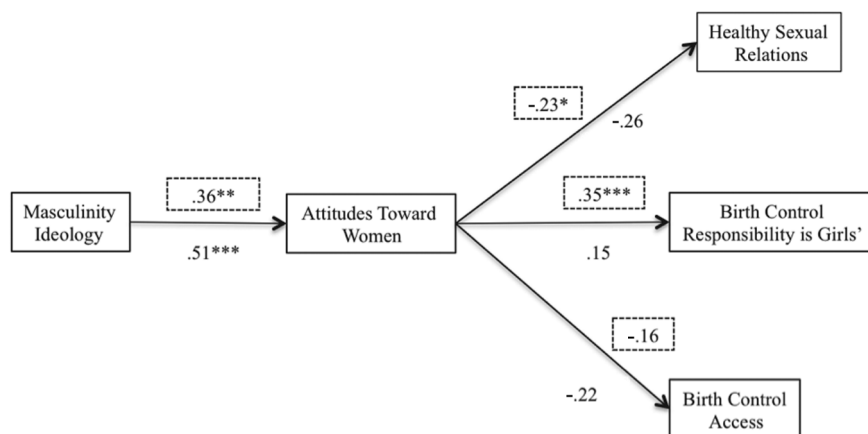 Healthy Sexual
Relations
-.23*
-.26
.36**
.35***
Masculinity
Ideology
Attitudes Toward
Women
Birth Control
Responsibility is Girls’
.51***
.15
-.16
-.22
Birth Control
Access